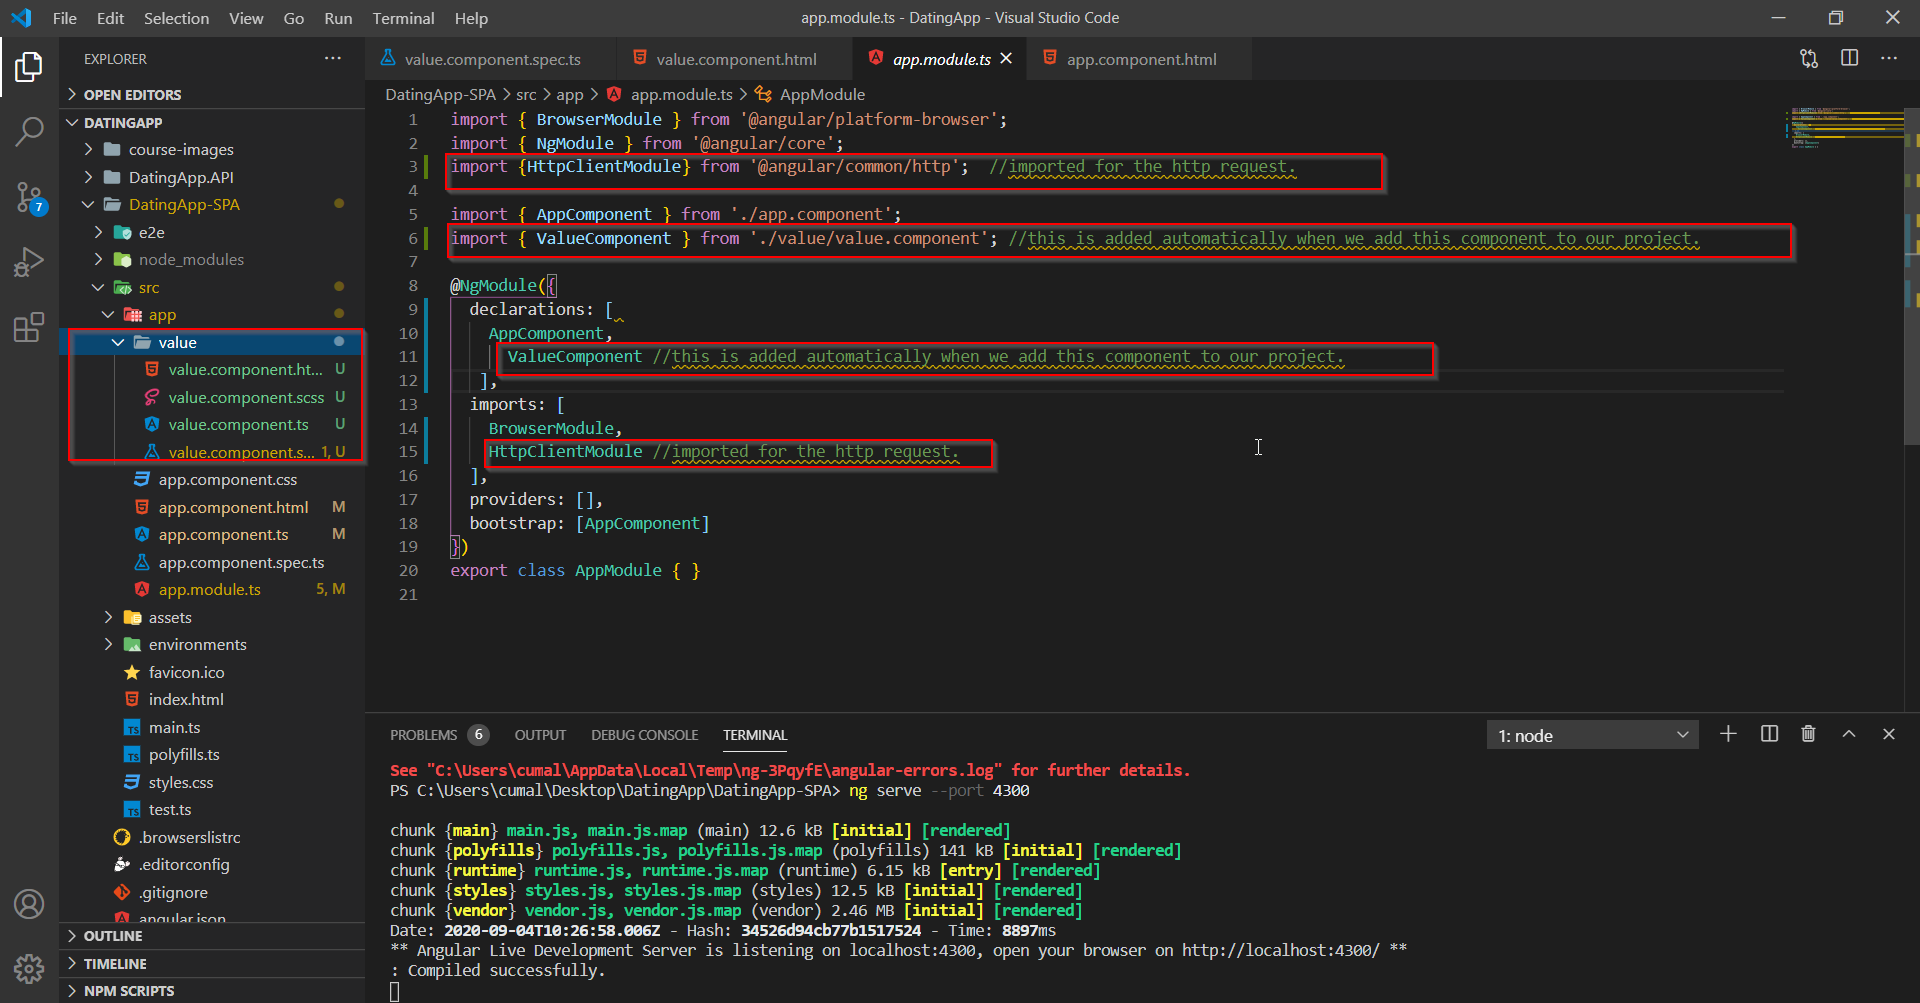 File Edit Selection View Go Run Terminal Help
app.module.ts - DatingApp - Visual Studio Code
EXPLORER
OPEN EDITORS
DATINGAPP
course-images
DatingApp.API
DatingApp-SPA
e2e
node_modules
src
app
value
value.component.ht... U
value.component.scss U
value.component.ts U
value.component.s... 1, U
app.component.css
app.component.html M
app.component.ts M
app.component.spec.ts
app.module.ts 5, M
assets
environments
favicon.ico
index.html
main.ts
polyfills.ts
styles.css
test.ts
.browserslistrc
.editorconfig
.gitignore
angular.json
OUTLINE
TIMELINE
NPM SCRIPTS
7
value.component.spec.ts value.component.html app.module.ts app.component.html
DatingApp-SPA > src > app > app.module.ts > AppModule
1 import { BrowserModule } from '@angular/platform-browser';
2 import { NgModule } from '@angular/core';
3 import {HttpClientModule} from '@angular/common/http'; //imported for the http request.
4
5 import { AppComponent } from './app.component';
6 import { ValueComponent } from './value/value.component'; //this is added automatically when we add this component to our project.
7
8 @NgModule({
9 declarations: [
10 AppComponent,
11 ValueComponent //this is added automatically when we add this component to our project.
12 ],
13 imports: [
14 BrowserModule,
15 HttpClientModule //imported for the http request.
16 ],
17 providers: [],
18 bootstrap: [AppComponent]
19 })
20 export class AppModule { }
21
PROBLEMS 6 OUTPUT DEBUG CONSOLE TERMINAL 1: node
See "C:\Users\cumal\AppData\Local\Temp\ng-3PqyfE\angular-errors.log" for further details.
PS C:\Users\cumal\Desktop\DatingApp\DatingApp-SPA> ng serve --port 4300
chunk {main} main.js, main.js.map (main) 12.6 kB [initial] [rendered]
chunk {polyfills} polyfills.js, polyfills.js.map (polyfills) 141 kB [initial] [rendered]
chunk {runtime} runtime.js, runtime.js.map (runtime) 6.15 kB [entry] [rendered]
chunk {styles} styles.js, styles.js.map (styles) 12.5 kB [initial] [rendered]
chunk {vendor} vendor.js, vendor.js.map (vendor) 2.46 MB [initial] [rendered]
Date: 2020-09-04T10:26:58.006Z - Hash: 34526d94cb77b1517524 - Time: 8897ms
** Angular Live Development Server is listening on localhost:4300, open your browser on http://localhost:4300/ **
: Compiled successfully.